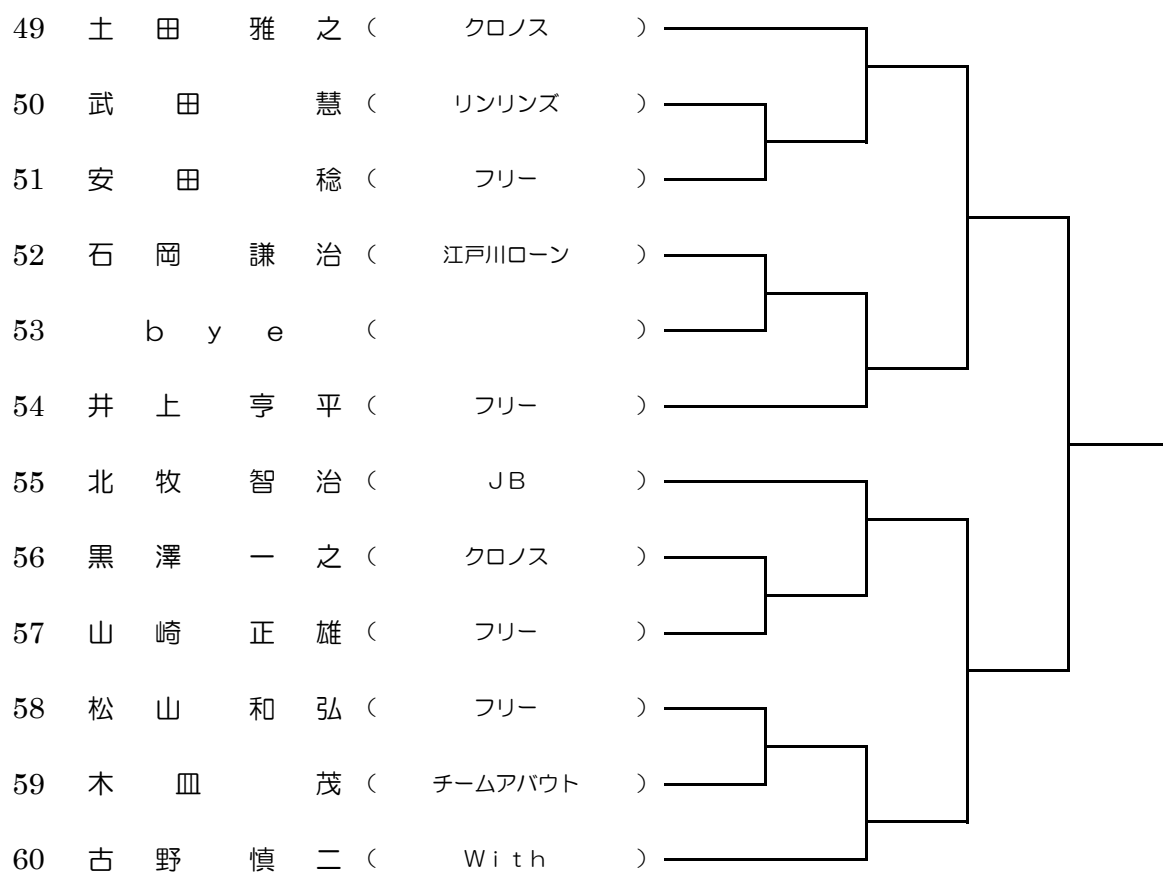 49 土田 雅之 (クロノス)
50 武田 慧 (リンリンズ)
51 安田 稔 (フリー)
52 石岡 謙治 (江戸川ローン)
53 bye ( )
54 井上 亨平 (フリー)
55 北牧 智治 (JB)
56 黒澤 一之 (クロノス)
57 山崎 正雄 (フリー)
58 松山 和弘 (フリー)
59 木皿 茂 (チームアバウト)
60 古野 慎二 (With)